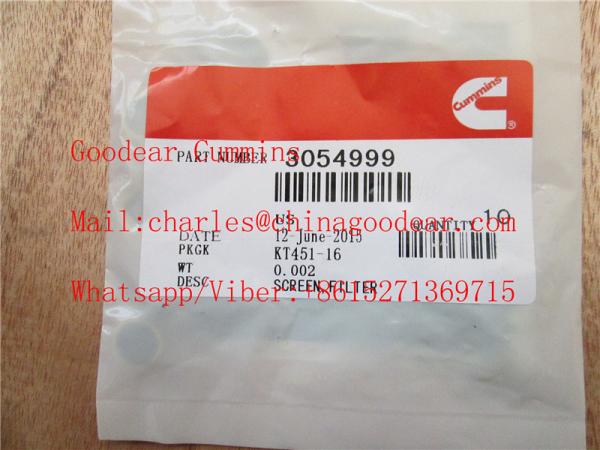 Cummins
®
Goodear.Cummins
PART NUMBER 3054999
US
Mail:charles@chinagoodear.com
QUANTITY 10
DATE 12-June-2015
PKGK KT451-16
WT 0.002
Whatsapp/Viber:+8615271369715
DESC SCREEN,FILTER